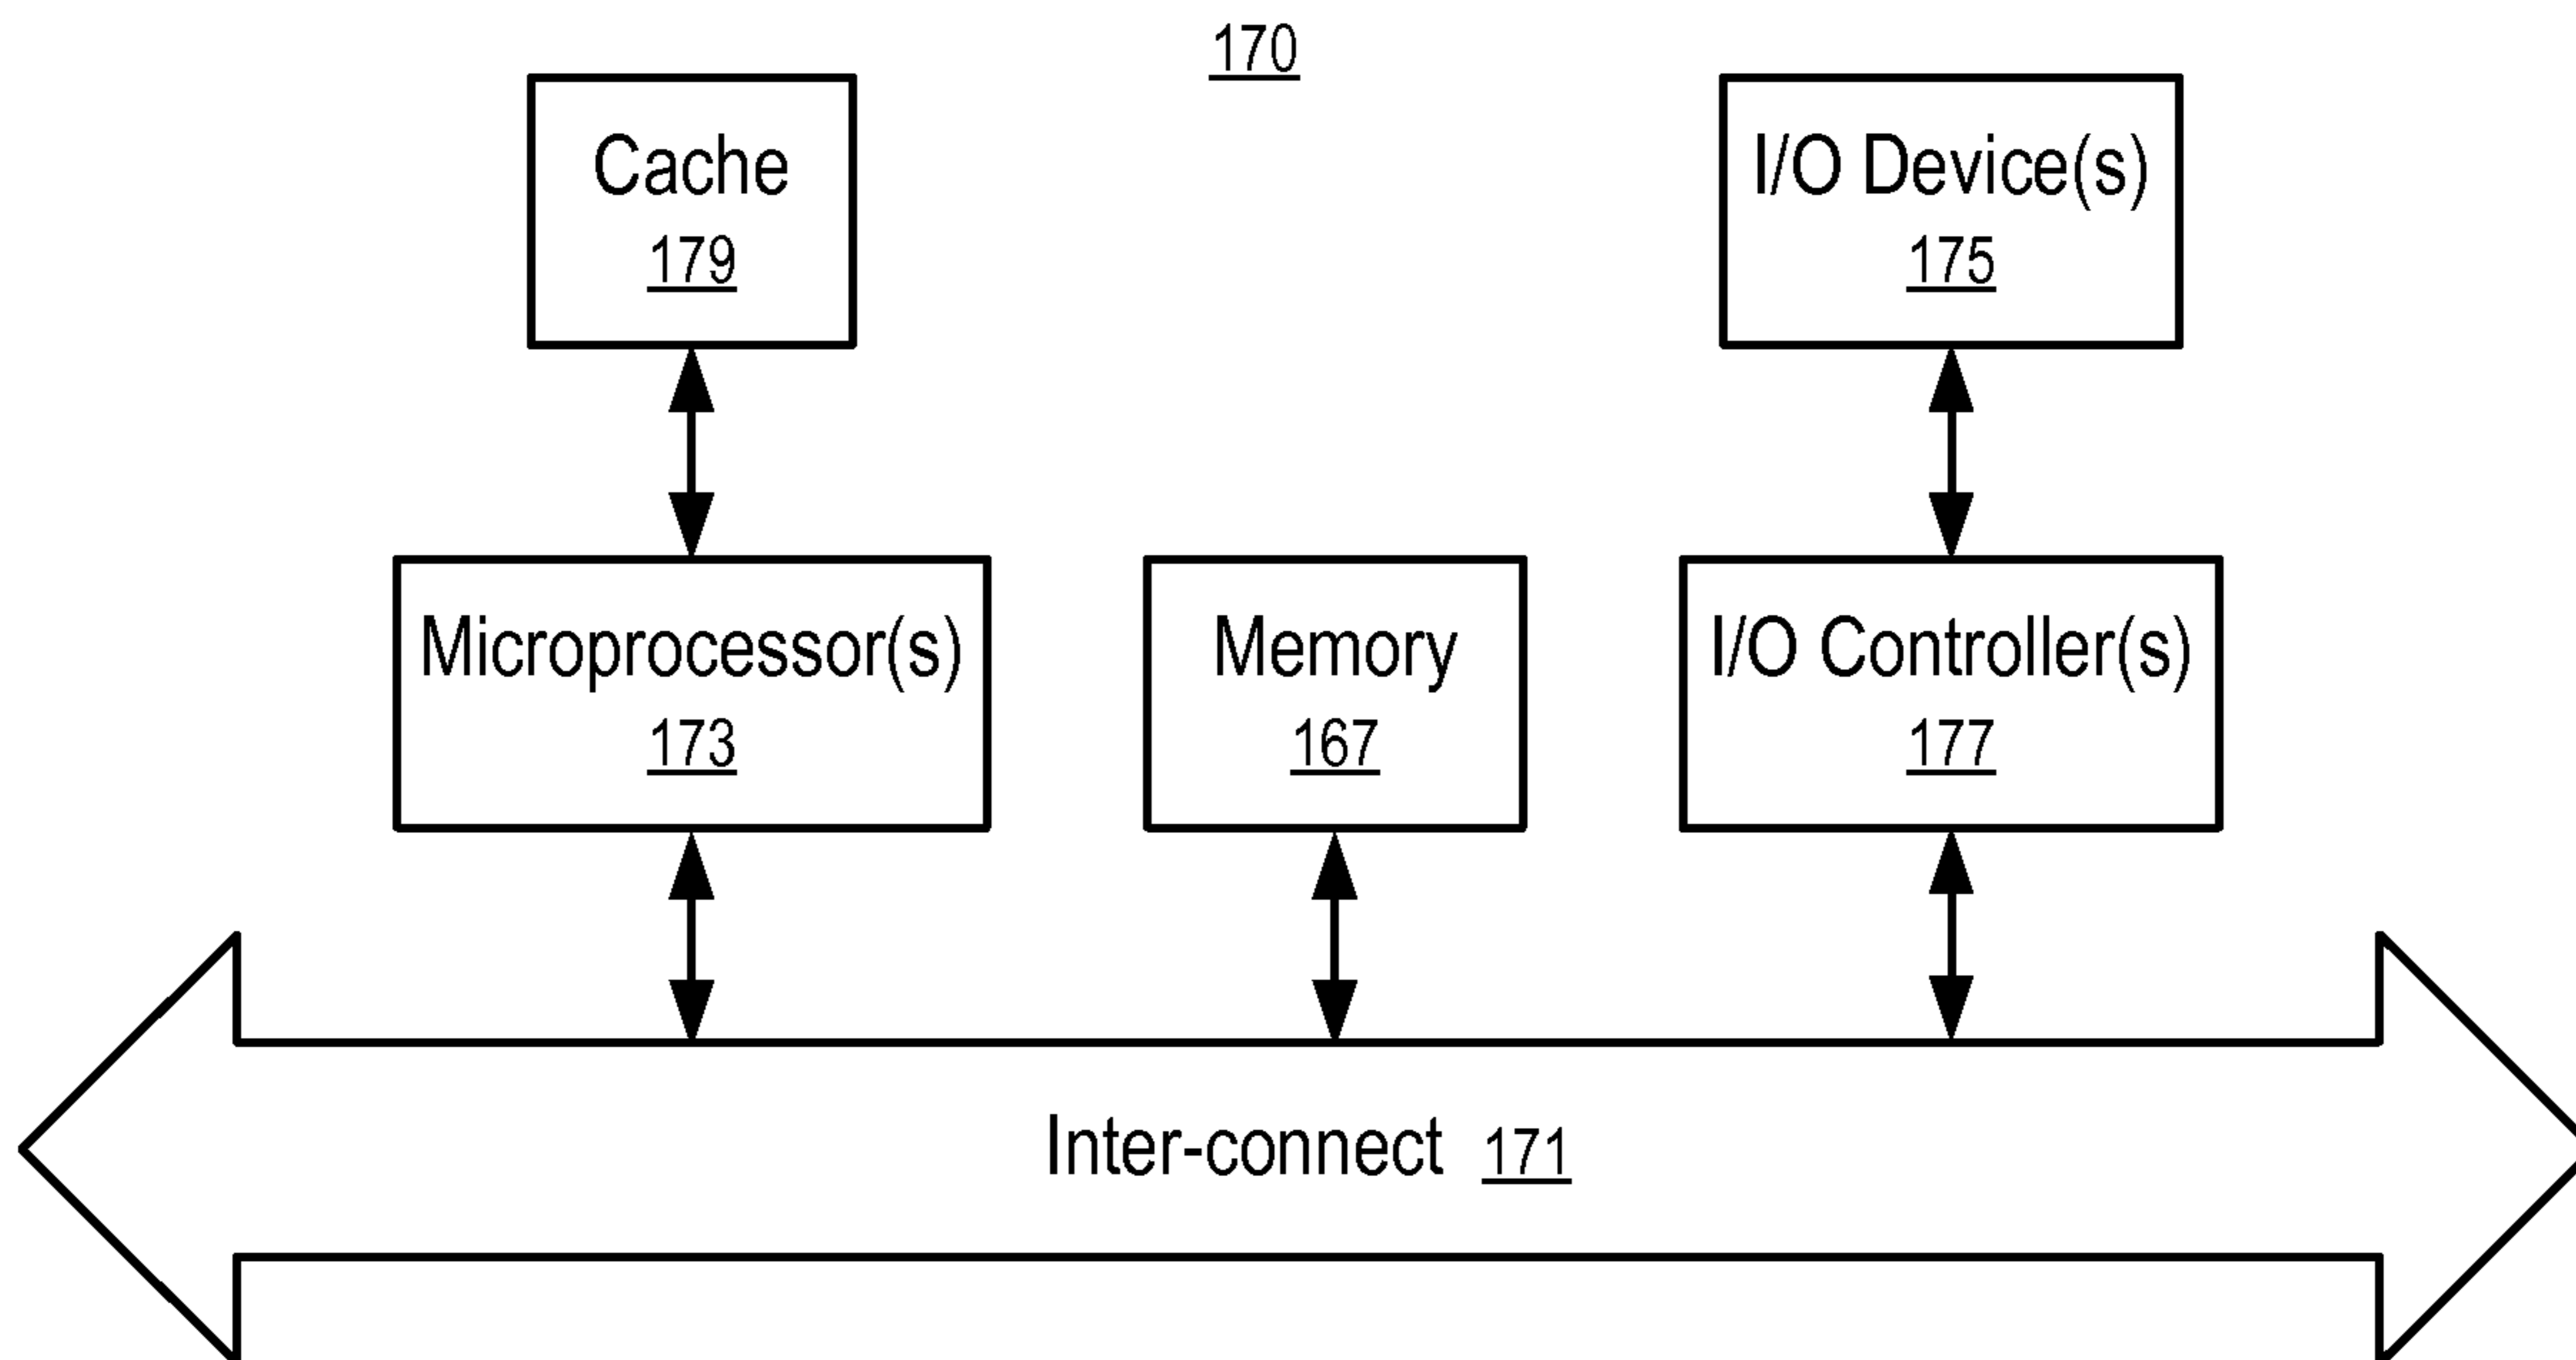 170
Cache
179
I/O Device(s)
175
Microprocessor(s)
173
Memory
167
I/O Controller(s)
177
Inter-connect 171